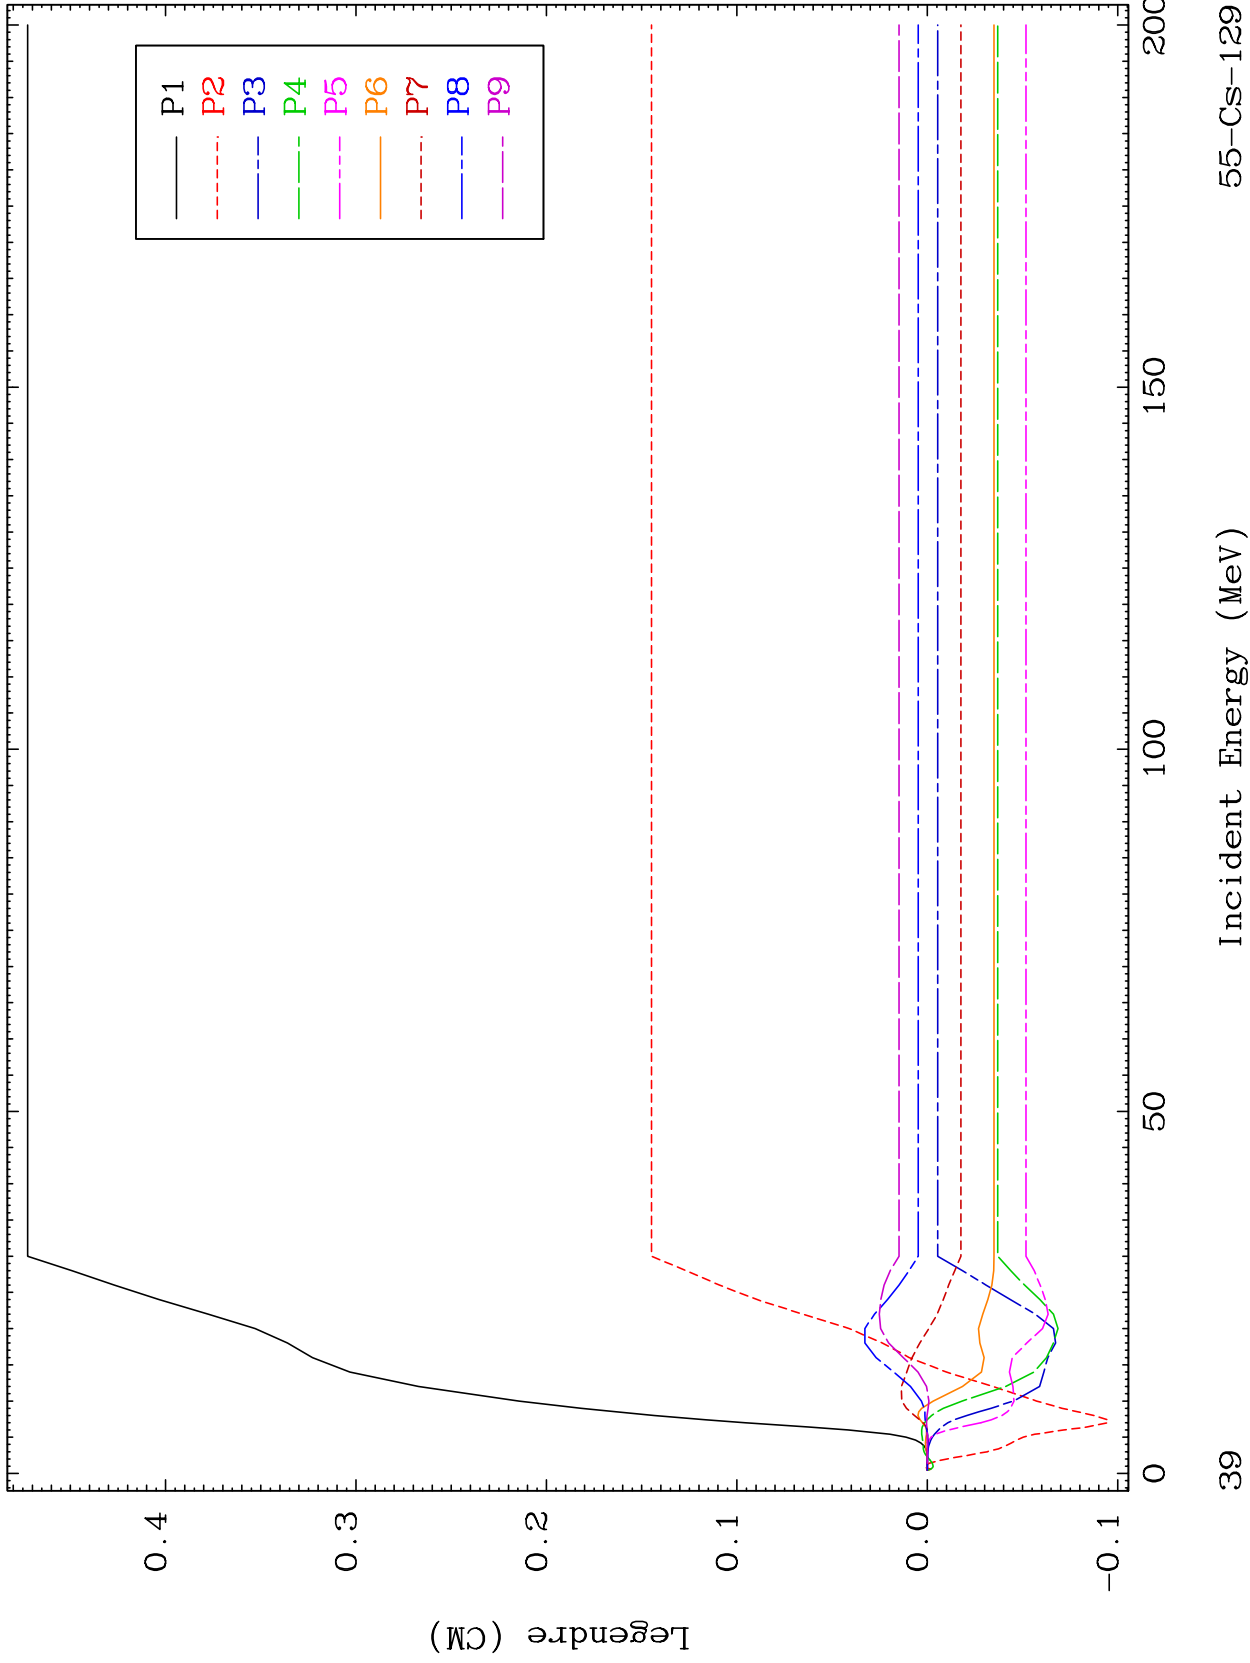 P1
P2
P3
P4
P5
P6
P7
P8
P9
Legendre (CM)
0.4
0.3
0.2
0.1
0.0
-0.1
0
50
100
150
200
Incident Energy (MeV)
39
55-Cs-129